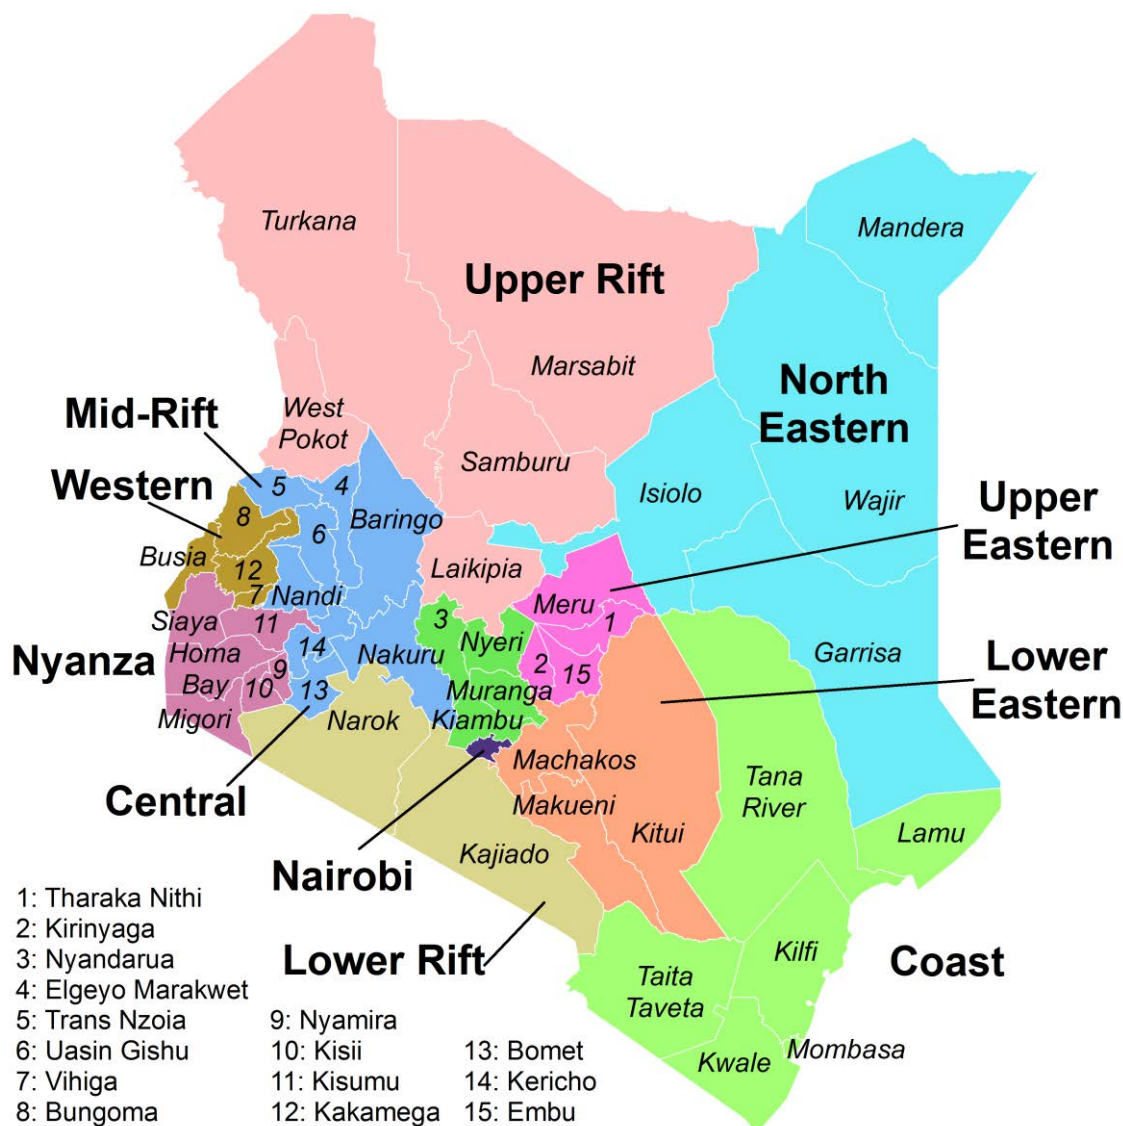 Turkana
Mandera
Upper Rift
Marsabit
North
Eastern
Mid-Rift
West
Pokot
Samburu
Western
5
4
Isiolo
Wajir
8
6
Baringo
Upper
Eastern
Busia
12
Laikipia
7
Nandi
Meru
Siaya
11
3
1
Nyanza
Homa
Bay
14
Nyeri
9
Nakuru
2
15
Garrisa
Lower
Eastern
10
13
Muranga
Migori
Narok
Kiambu
Machakos
Tana
River
Central
Makueni
Kitui
Lamu
Kajiado
Nairobi
1: Tharaka Nithi
2: Kirinyaga
3: Nyandarua
4: Elgeyo Marakwet
5: Trans Nzoia
6: Uasin Gishu
7: Vihiga
8: Bungoma
9: Nyamira
10: Kisii
11: Kisumu
12: Kakamega
13: Bomet
14: Kericho
15: Embu
Lower Rift
Kilfi
Coast
Taita
Taveta
Kwale
Mombasa